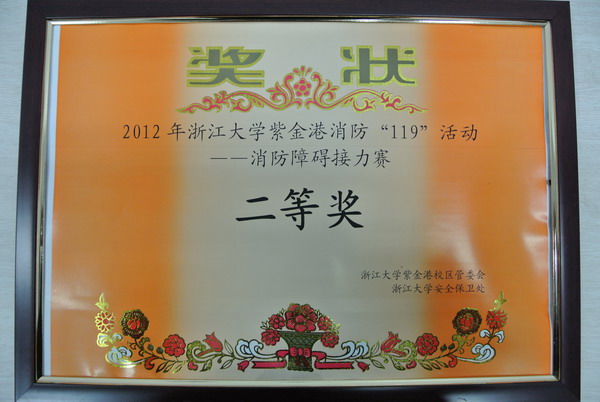 奖状
2012年浙江大学紫金港消防“119”活动
——消防障碍接力赛
二等奖
浙江大学紫金港校区管委会
浙江大学安全保卫处